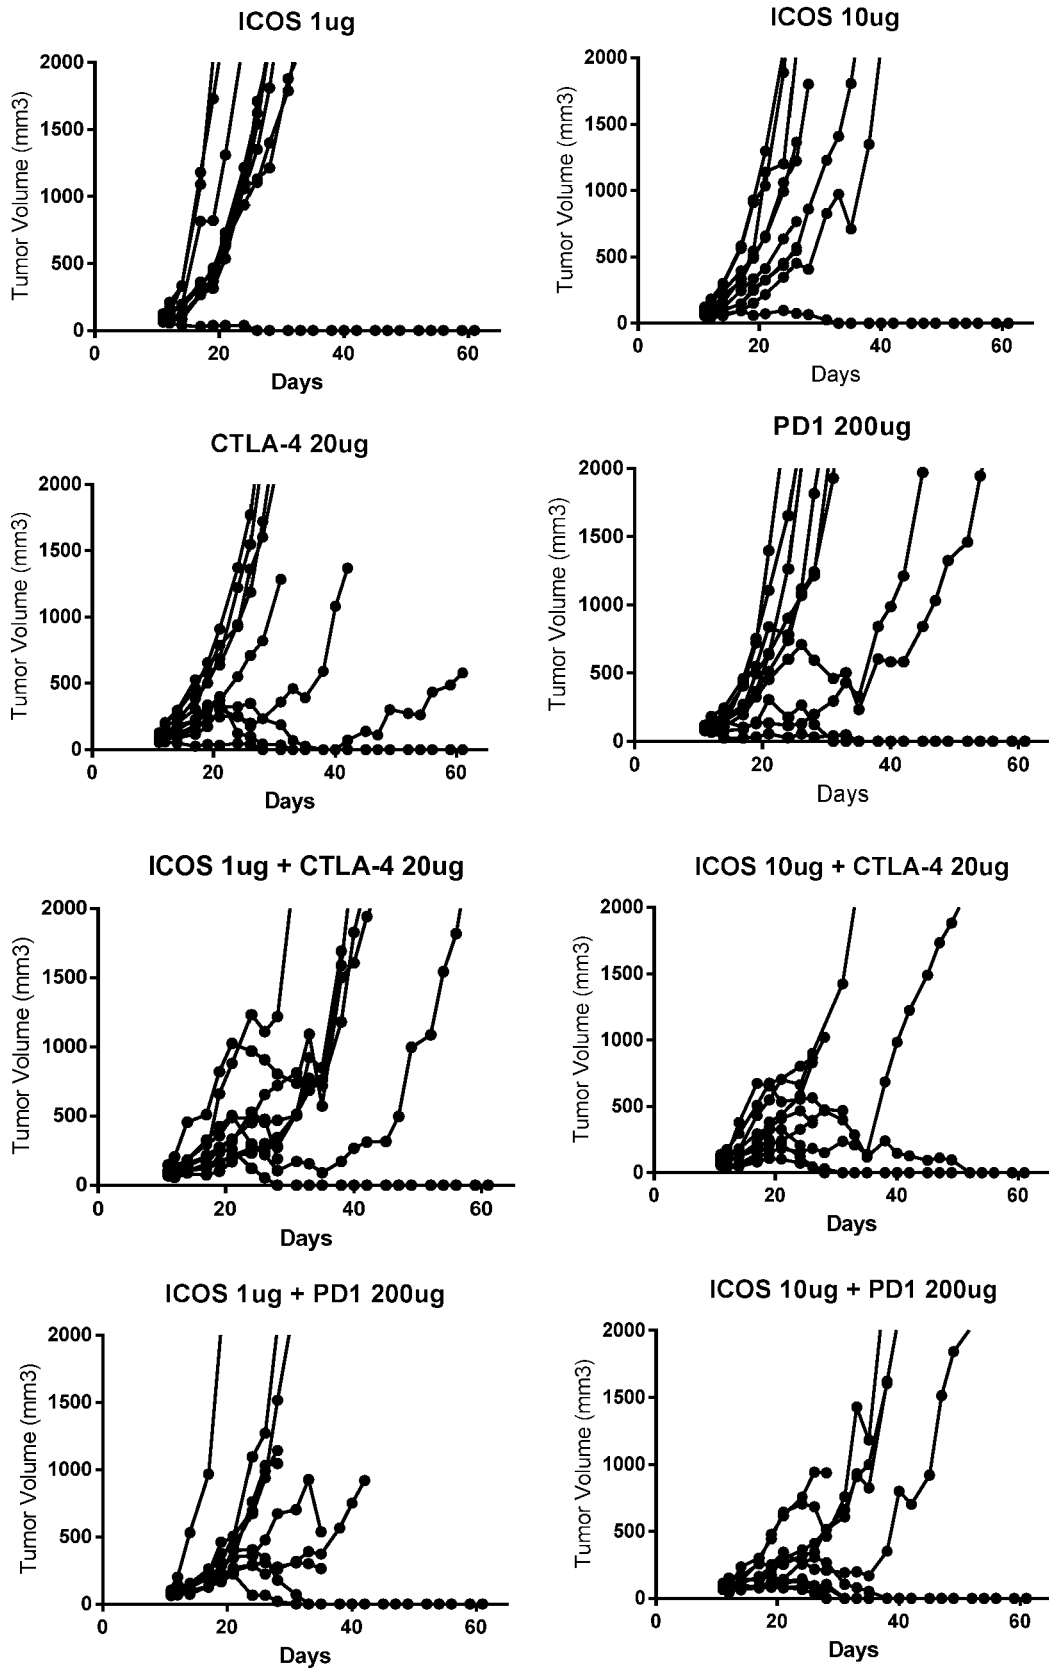 ICOS 1ug
Tumor Volume (mm3)
2000
1500
1000
500
0
0 20 40 60
Days
ICOS 10ug
Tumor Volume (mm3)
2000
1500
1000
500
0
0 20 40 60
Days
CTLA-4 20ug
Tumor Volume (mm3)
2000
1500
1000
500
0
0 20 40 60
Days
PD1 200ug
Tumor Volume (mm3)
2000
1500
1000
500
0
0 20 40 60
Days
ICOS 1ug + CTLA-4 20ug
Tumor Volume (mm3)
2000
1500
1000
500
0
0 20 40 60
Days
ICOS 10ug + CTLA-4 20ug
Tumor Volume (mm3)
2000
1500
1000
500
0
0 20 40 60
Days
ICOS 1ug + PD1 200ug
Tumor Volume (mm3)
2000
1500
1000
500
0
0 20 40 60
Days
ICOS 10ug + PD1 200ug
Tumor Volume (mm3)
2000
1500
1000
500
0
0 20 40 60
Days